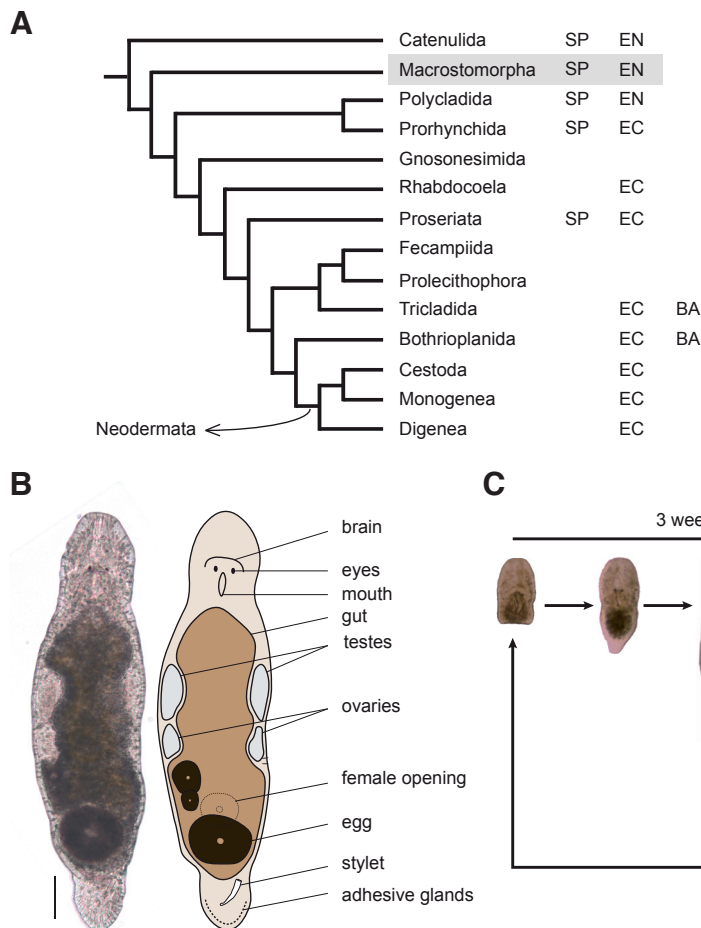 A
Catenulida SP EN
Macrostomorpha SP EN
Polycladida SP EN
Prorhynchida SP EC
Gnosonesimida
Rhabdocoela EC
Proseriata SP EC
Fecampiida
Prolecithophora
Tricladida EC BA
Bothrioplanida EC BA
Cestoda EC
Monogenea EC
Digenea EC
Neodermata
B
brain
eyes
mouth
gut
testes
ovaries
female opening
egg
stylet
adhesive glands
C
3 wee